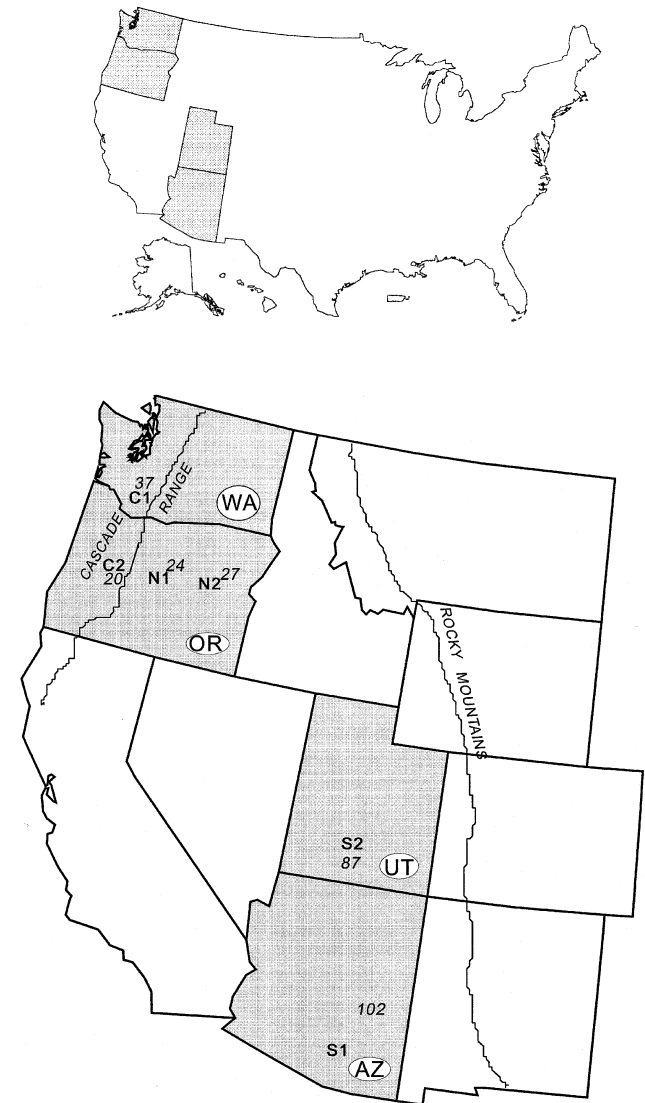 37
C1
RANGE
WA
CASCADE
C2
20
N1
24
N2
27
OR
ROCKY MOUNTAINS
S2
87
UT
102
S1
AZ